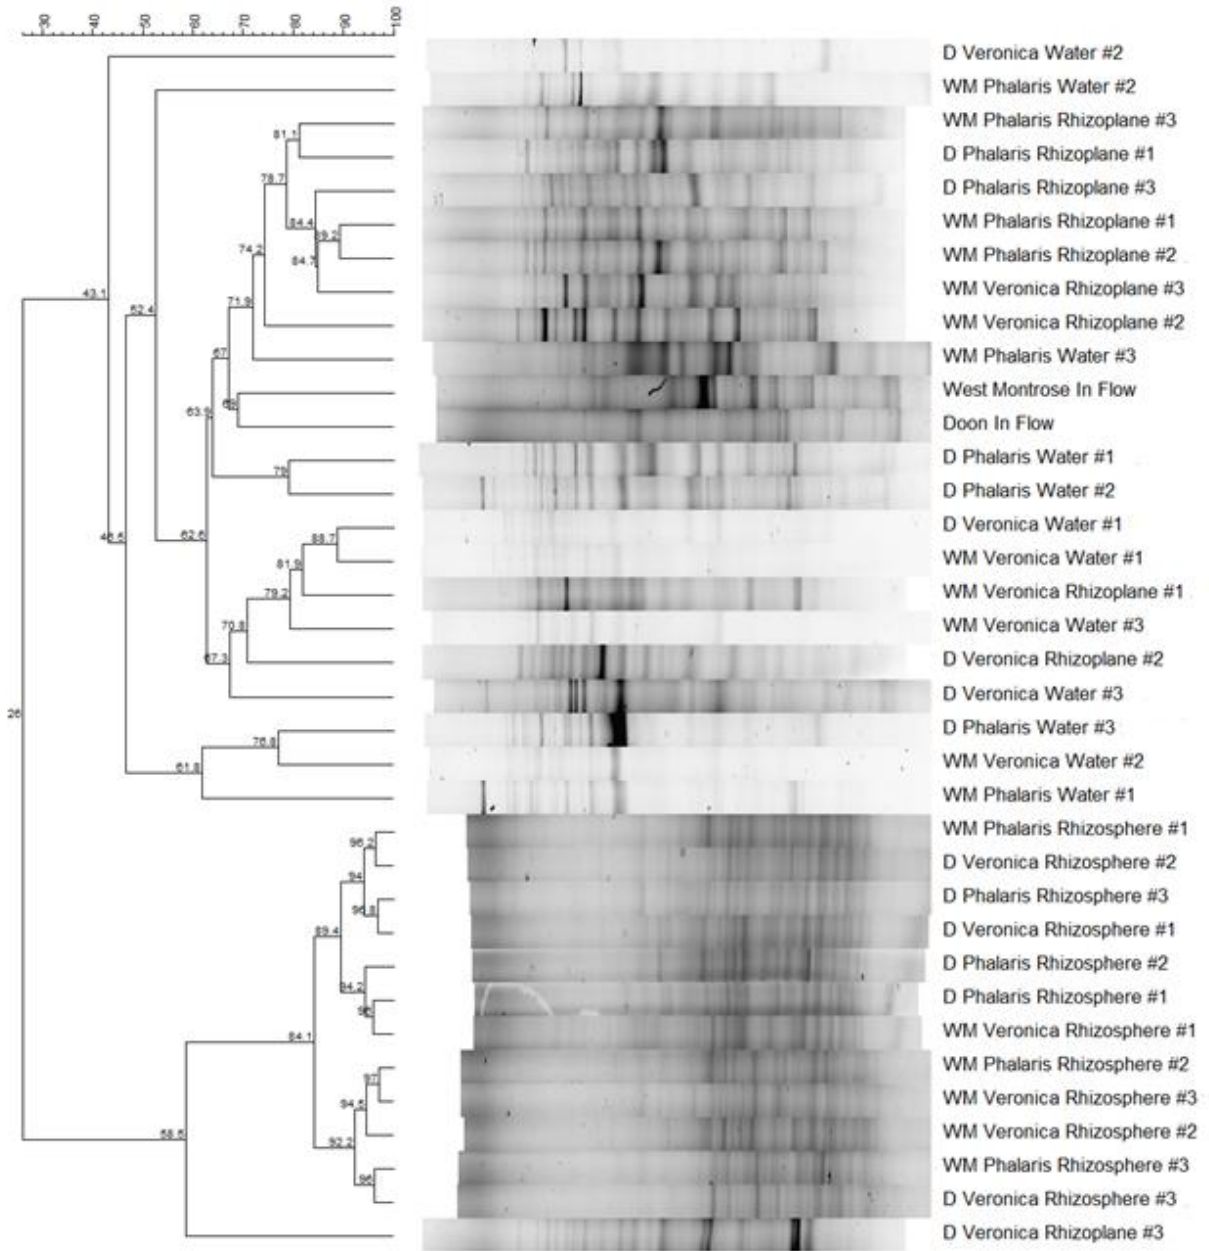 30 40 50 60 70 80 90 100
D Veronica Water #2
WM Phalaris Water #2
81.1 WM Phalaris Rhizoplane #3
D Phalaris Rhizoplane #1
78.7 D Phalaris Rhizoplane #3
84.4 WM Phalaris Rhizoplane #1
89.2
74.2 84.7 WM Phalaris Rhizoplane #2
43.1 WM Veronica Rhizoplane #3
52.4 71.9 WM Veronica Rhizoplane #2
67 WM Phalaris Water #3
69 West Montrose In Flow
63.9 Doon In Flow
79 D Phalaris Water #1
D Phalaris Water #2
D Veronica Water #1
46.5 62.6 88.7 WM Veronica Water #1
81.9 WM Veronica Rhizoplane #1
79.2 WM Veronica Water #3
70.8 D Veronica Rhizoplane #2
67.3 D Veronica Water #3
26 D Phalaris Water #3
76.8 WM Veronica Water #2
61.8 WM Phalaris Water #1
96.2 WM Phalaris Rhizosphere #1
94 D Veronica Rhizosphere #2
96.8 D Phalaris Rhizosphere #3
89.4 D Veronica Rhizosphere #1
D Phalaris Rhizosphere #2
94.2 D Phalaris Rhizosphere #1
84.1 WM Veronica Rhizosphere #1
97 WM Phalaris Rhizosphere #2
94.5 WM Veronica Rhizosphere #3
58.5 92.2 WM Veronica Rhizosphere #2
96 WM Phalaris Rhizosphere #3
D Veronica Rhizosphere #3
D Veronica Rhizoplane #3